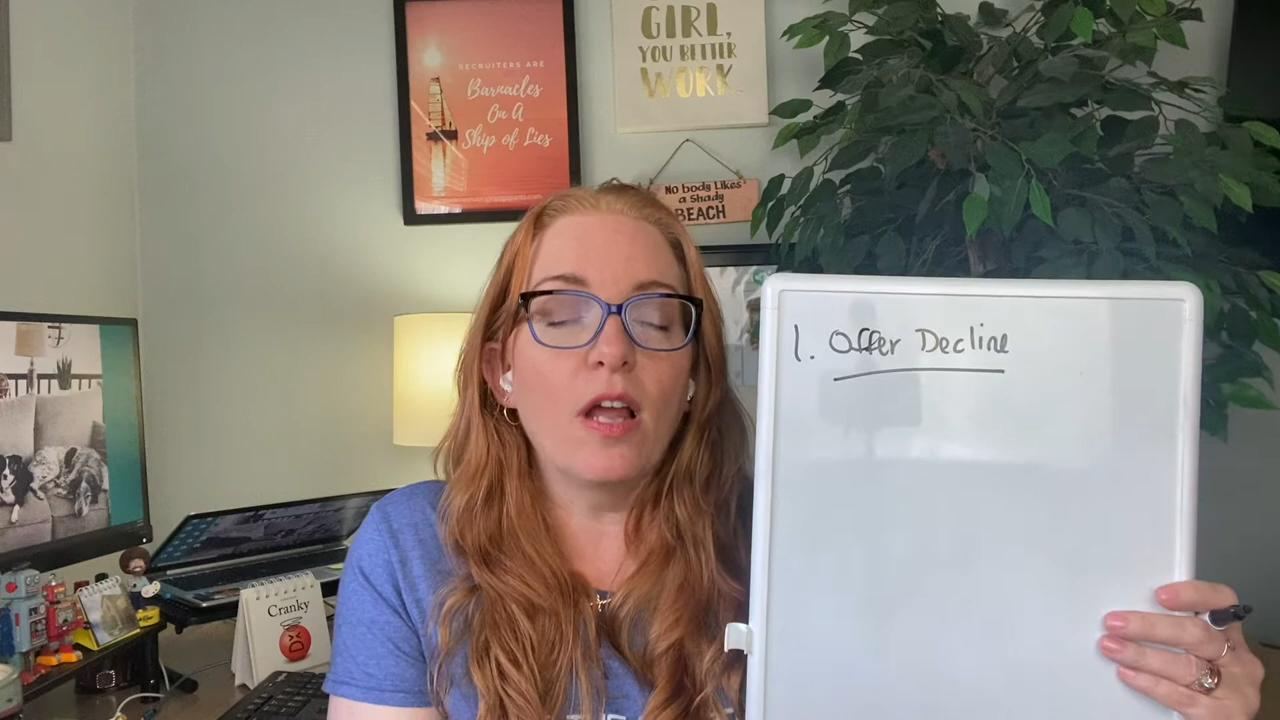 RECRUITERS ARE
Barnacles
On A
Ship of Lies
GIRL,
YOU BETTER
WORK.
No body Likes
a Shady
BEACH
1. Offer Decline
Cranky